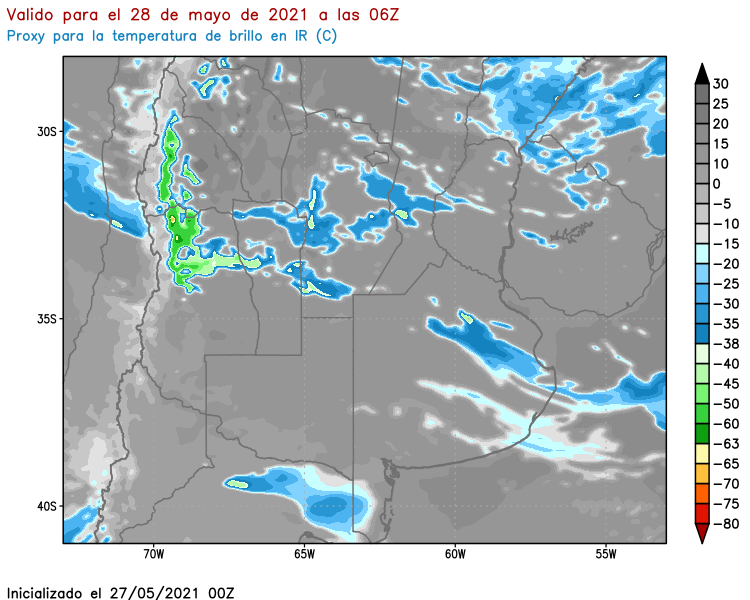 Valido para el 28 de mayo de 2021 a las 06Z
Proxy para la temperatura de brillo en IR (C)
30S
35S
40S
70W
65W
60W
55W
30
25
20
15
10
0
−5
−10
−15
−20
−25
−30
−35
−38
−40
−45
−50
−60
−63
−65
−70
−75
−80
Inicializado el 27/05/2021 00Z